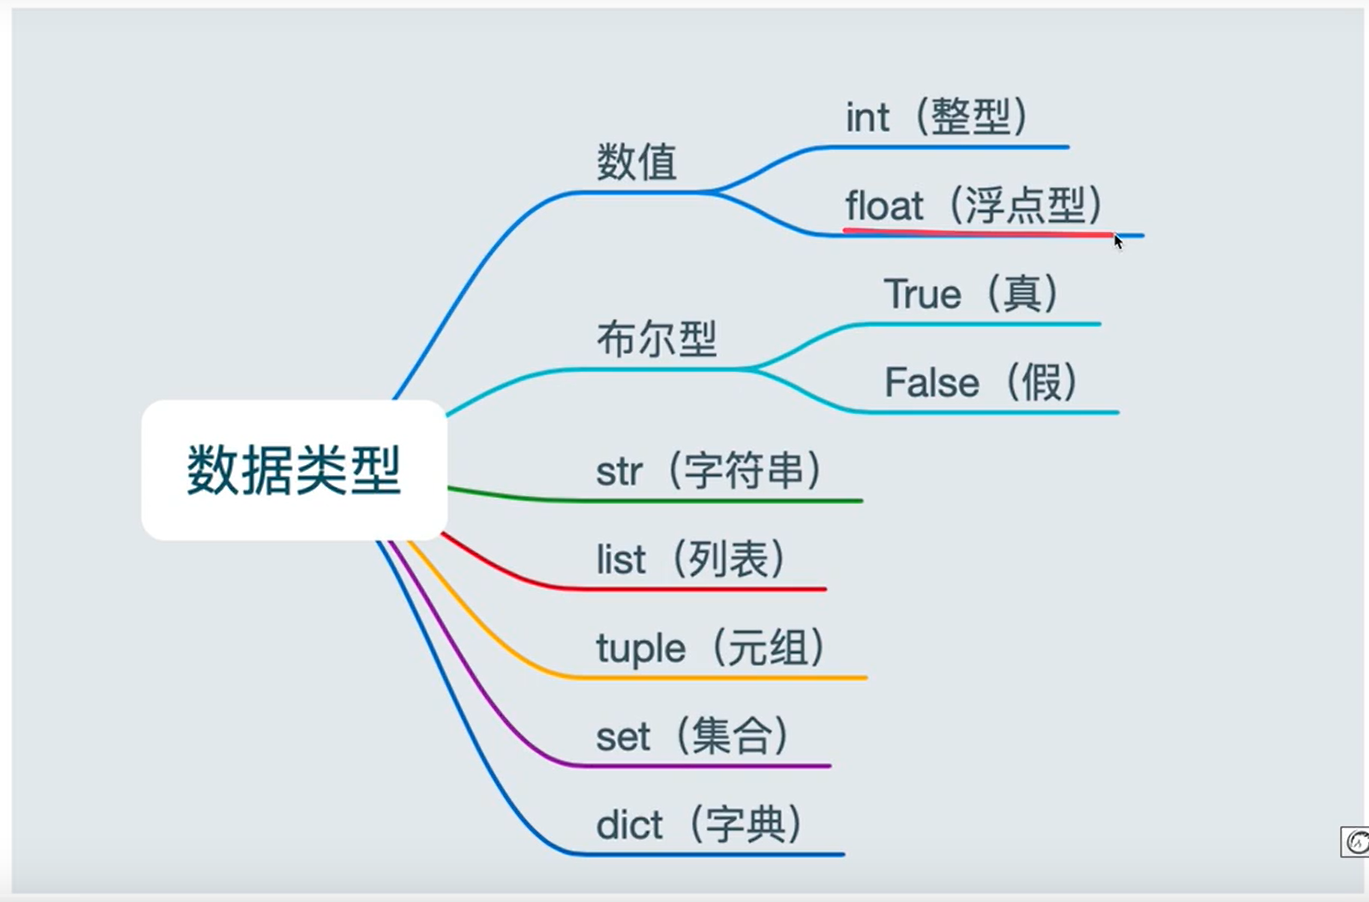 数据类型
数值
int（整型）
float（浮点型）
布尔型
True（真）
False（假）
str（字符串）
list（列表）
tuple（元组）
set（集合）
dict（字典）